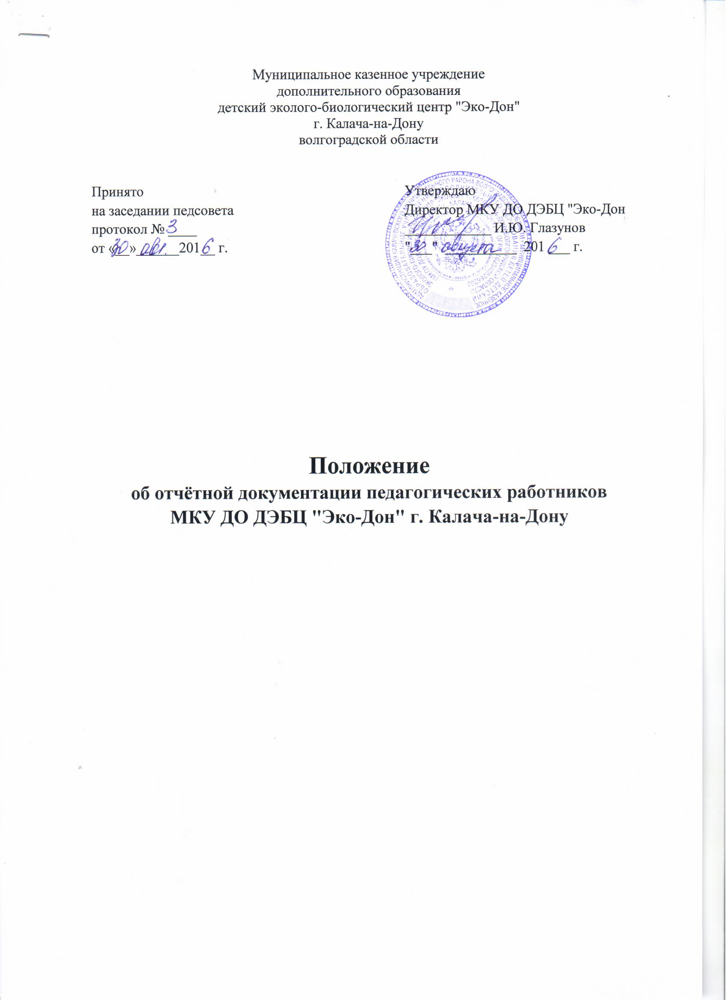 Муниципальное казенное учреждение
дополнительного образования
детский эколого-биологический центр "Эко-Дон"
г. Калача-на-Дону
волгоградской области
Принято
на заседании педсовета
протокол № 3
от «30» авг. 2016 г.
Утверждаю
Директор МКУ ДО ДЭБЦ "Эко-Дон
И.Ю. Глазунов
"30" августа 2016 г.
Положение
об отчётной документации педагогических работников
МКУ ДО ДЭБЦ "Эко-Дон" г. Калача-на-Дону